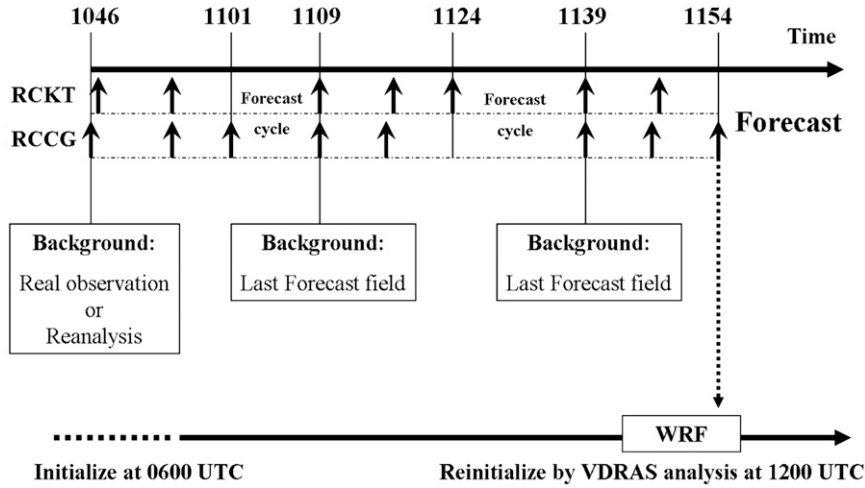 1046 1101 1109 1124 1139 1154
Time
RCKT
Forecast Forecast
Forecast
RCCG
cycle cycle
Background: Background: Background:
Real observation Last Forecast field Last Forecast field
or
Reanalysis
WRF
Initialize at 0600 UTC Reinitialize by VDRAS analysis at 1200 UTC